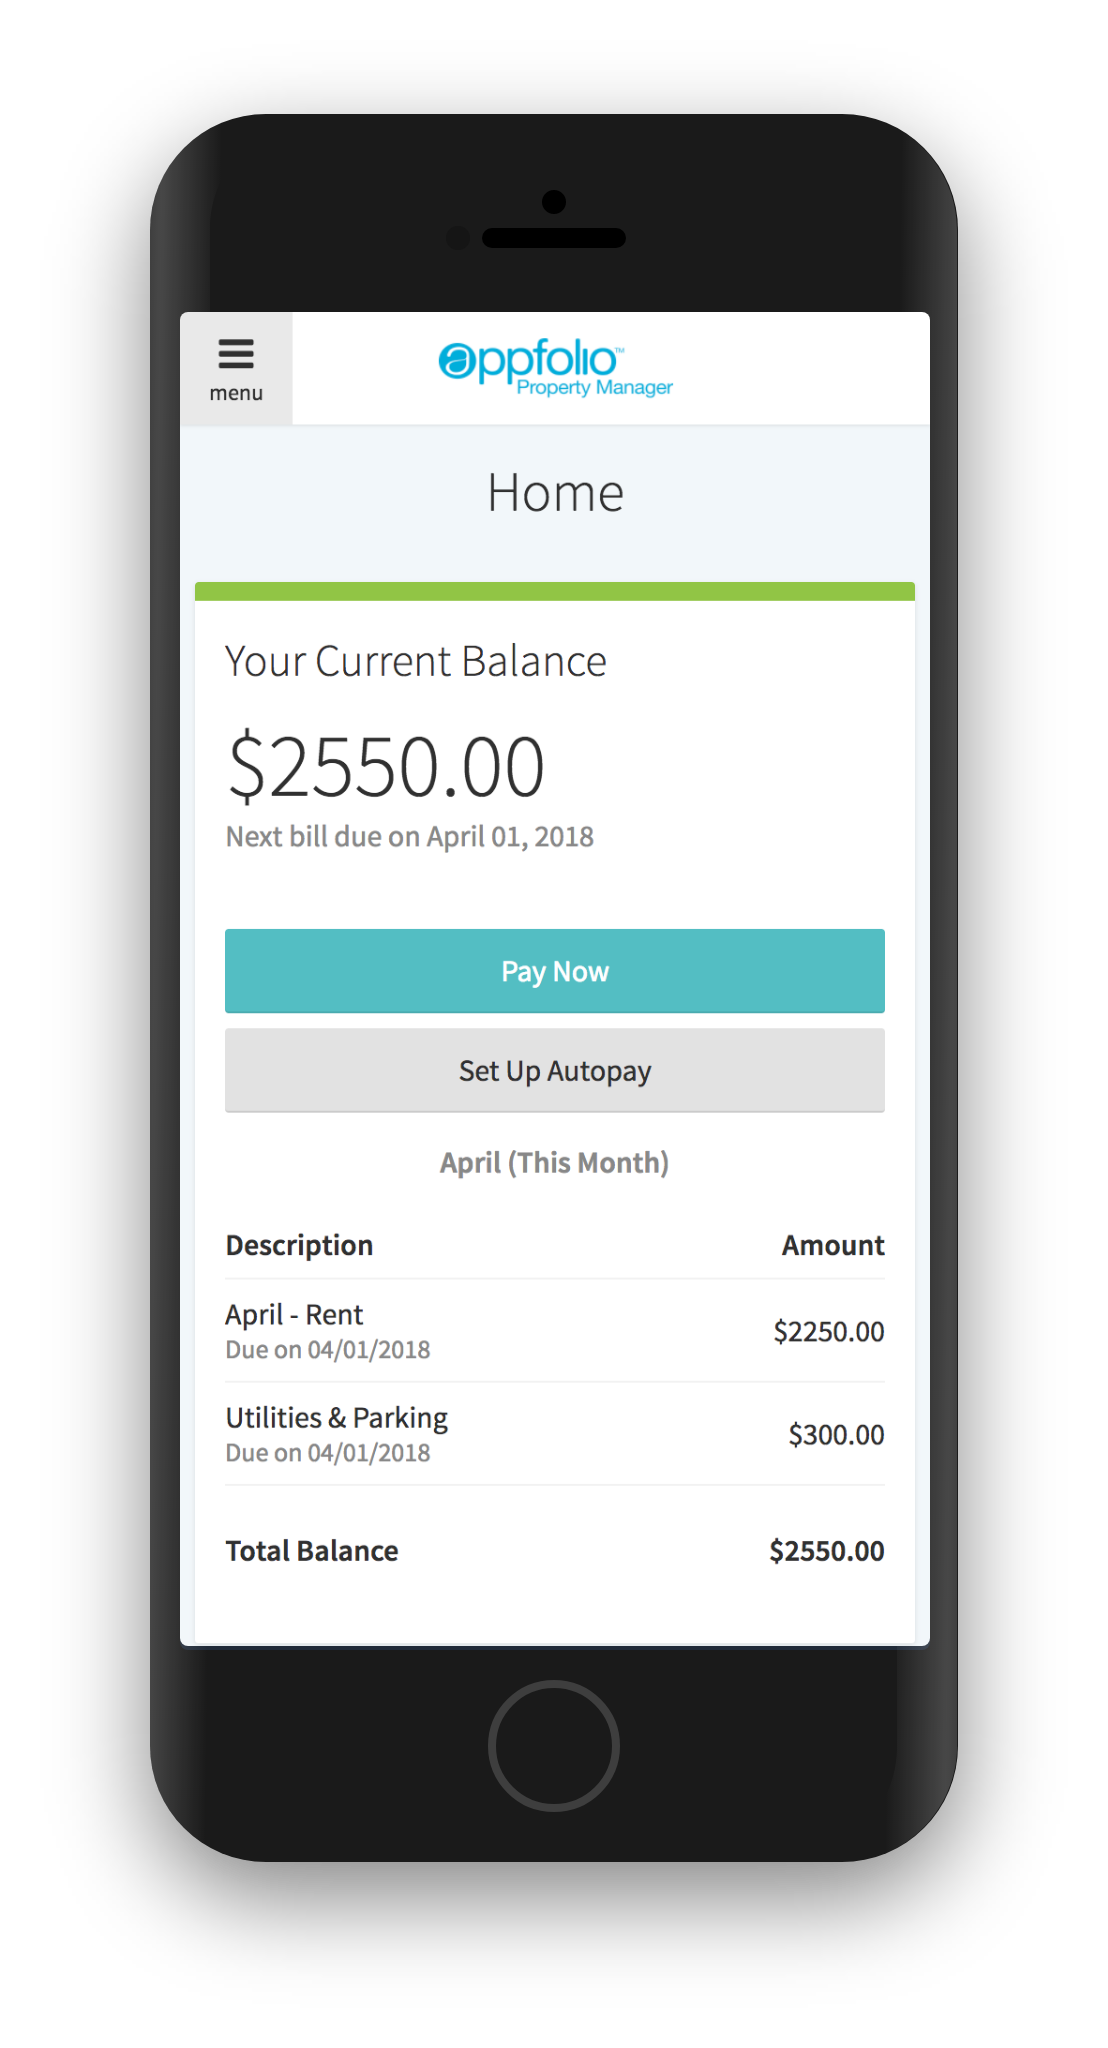 menu
appfolio™
Property Manager
Home
Your Current Balance
$2550.00
Next bill due on April 01, 2018
Pay Now
Set Up Autopay
April (This Month)
Description Amount
April - Rent
Due on 04/01/2018
$2250.00
Utilities & Parking
Due on 04/01/2018
$300.00
Total Balance $2550.00